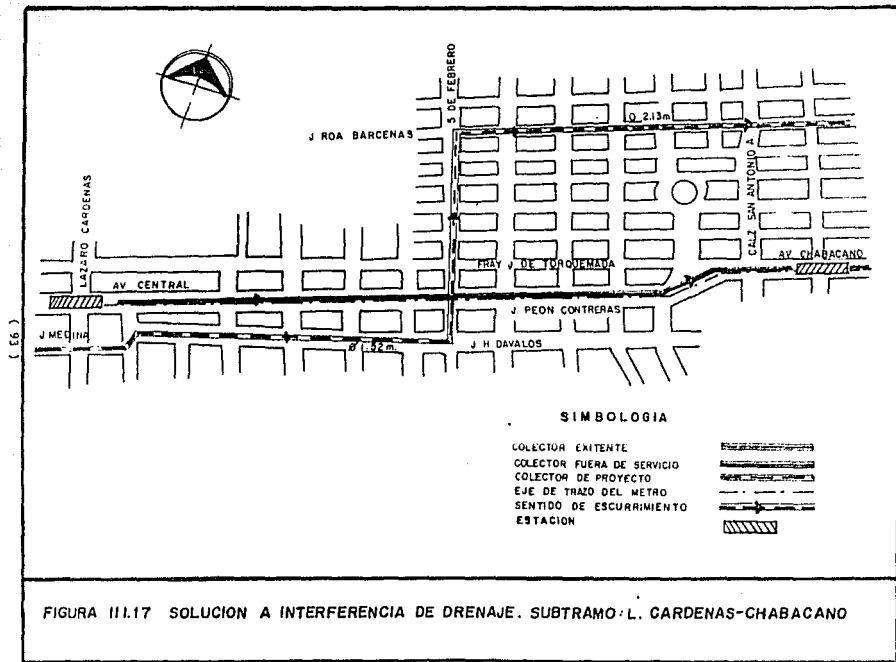 5 DE FEBRERO
J ROA BARCENAS
Ø 2.13m
LAZARO CARDENAS
CALZ SAN ANTONIO A
AV. CHABACANO
FRAY J. DE TORQUEMADA
AV CENTRAL
J. PEON CONTRERAS
J MEDINA
J H DAVALOS
Ø 1.52 m.
( 93 )
SIMBOLOGIA
COLECTOR EXITENTE
COLECTOR FUERA DE SERVICIO
COLECTOR DE PROYECTO
EJE DE TRAZO DEL METRO
SENTIDO DE ESCURRIMIENTO
ESTACION
FIGURA III.17 SOLUCION A INTERFERENCIA DE DRENAJE. SUBTRAMO: L. CARDENAS-CHABACANO